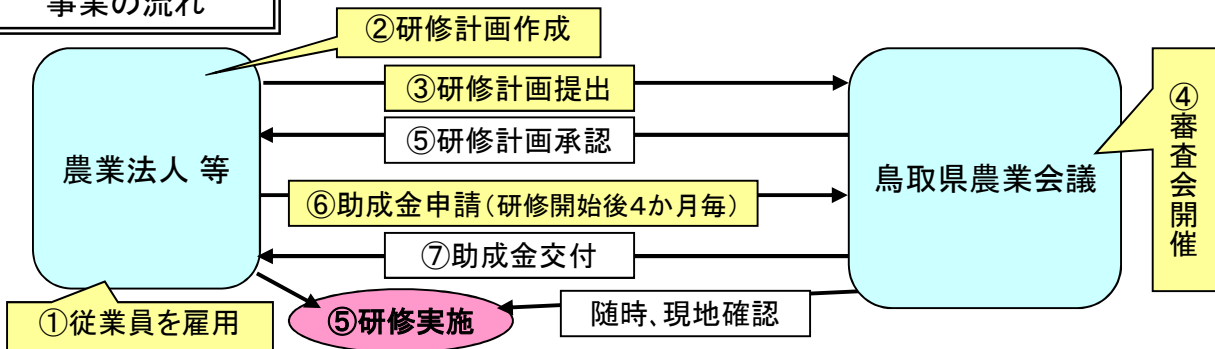 事業の流れ
②研修計画作成
③研修計画提出
④審査会開催
⑤研修計画承認
農業法人 等
鳥取県農業会議
⑥助成金申請(研修開始後4か月毎)
⑦助成金交付
①従業員を雇用
⑤研修実施
随時、現地確認